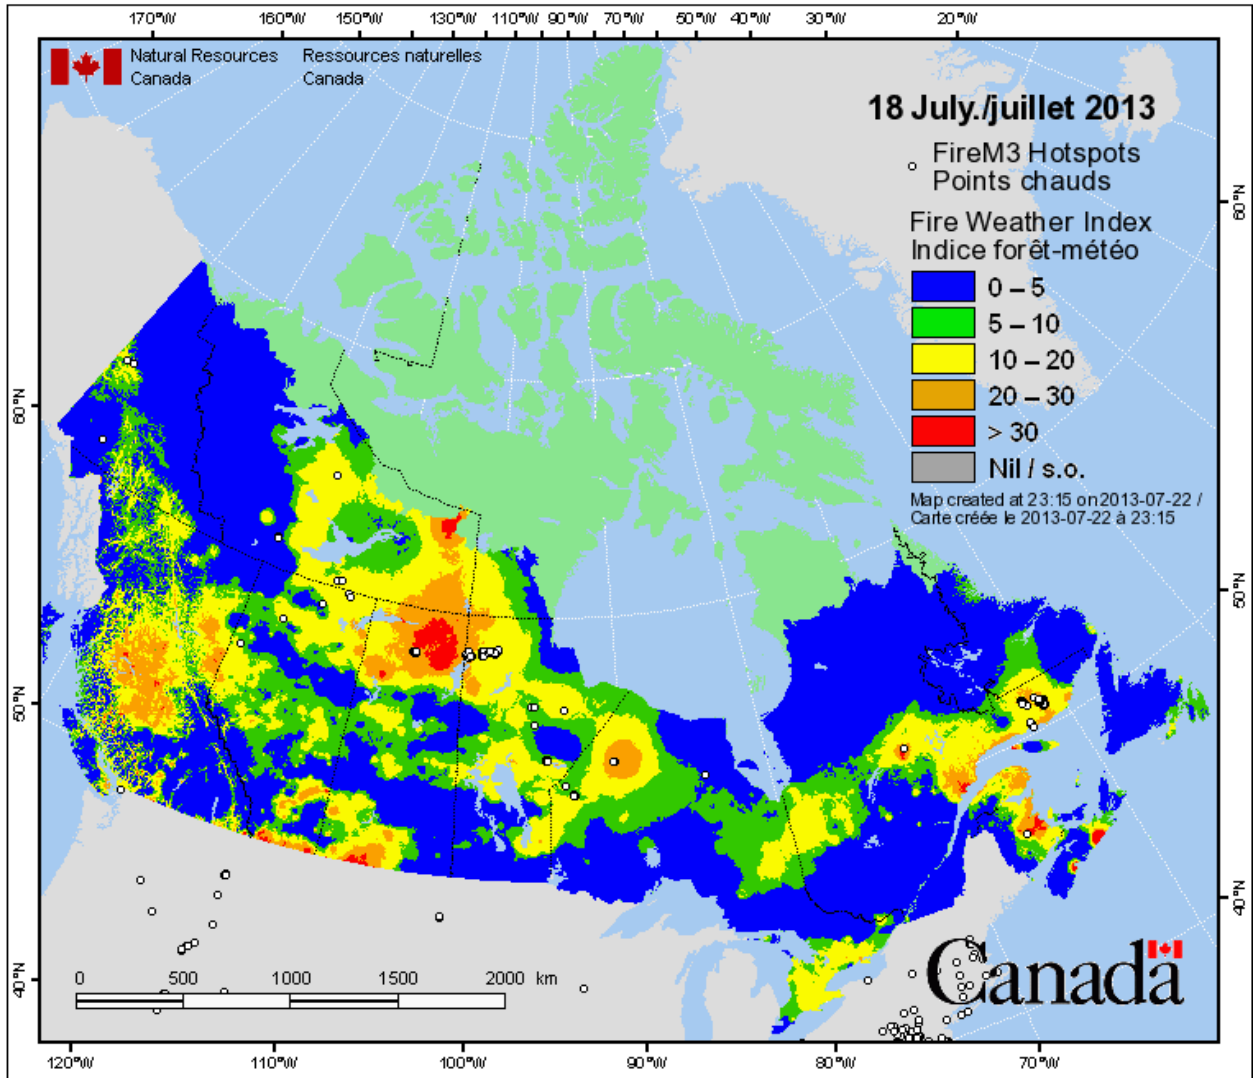 170°W 160°W 150°W 140°W 130°W 110°W 90°W 70°W 50°W 40°W 30°W 20°W
Natural Resources Ressources naturelles
Canada Canada
18 July./juillet 2013
FireM3 Hotspots
Points chauds
Fire Weather Index
Indice forêt-météo
0 – 5
5 – 10
10 – 20
20 – 30
> 30
Nil / s.o.
Map created at 23:15 on 2013-07-22 /
Carte créée le 2013-07-22 à 23:15
60°N
60°N
50°N
50°N
40°N
40°N
Canada
0 500 1000 1500 2000 km
120°W 110°W 100°W 90°W 80°W 70°W